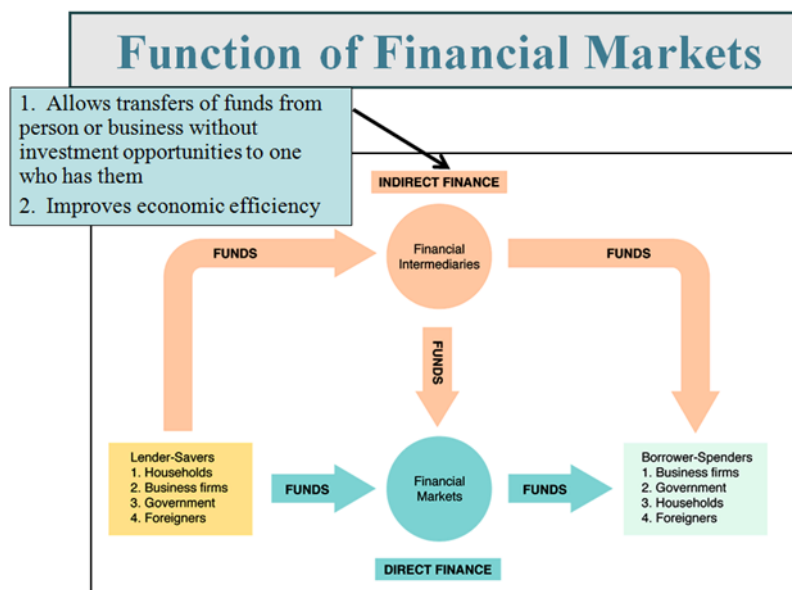 Function of Financial Markets
1. Allows transfers of funds from
person or business without
investment opportunities to one
who has them
2. Improves economic efficiency
INDIRECT FINANCE
FUNDS
Financial
Intermediaries
FUNDS
FUNDS
Lender-Savers
1. Households
2. Business firms
3. Government
4. Foreigners
FUNDS
Financial
Markets
FUNDS
Borrower-Spenders
1. Business firms
2. Government
3. Households
4. Foreigners
DIRECT FINANCE